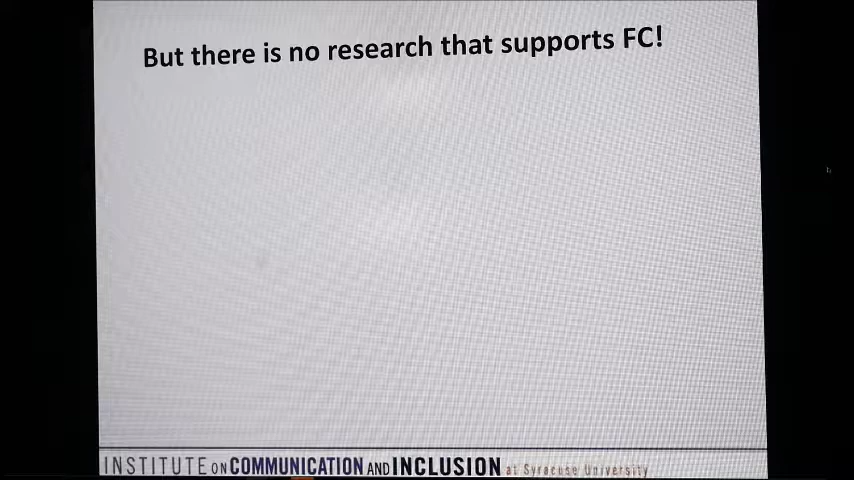 But there is no research that supports FC!
INSTITUTE ON COMMUNICATION AND INCLUSION at Syracuse University